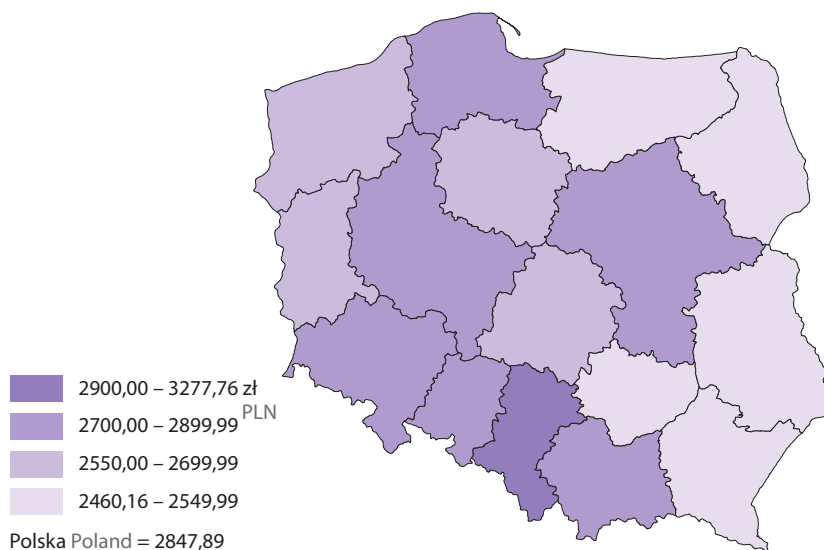 2900,00 – 3277,76 zł
PLN
2700,00 – 2899,99
2550,00 – 2699,99
2460,16 – 2549,99
Polska Poland = 2847,89